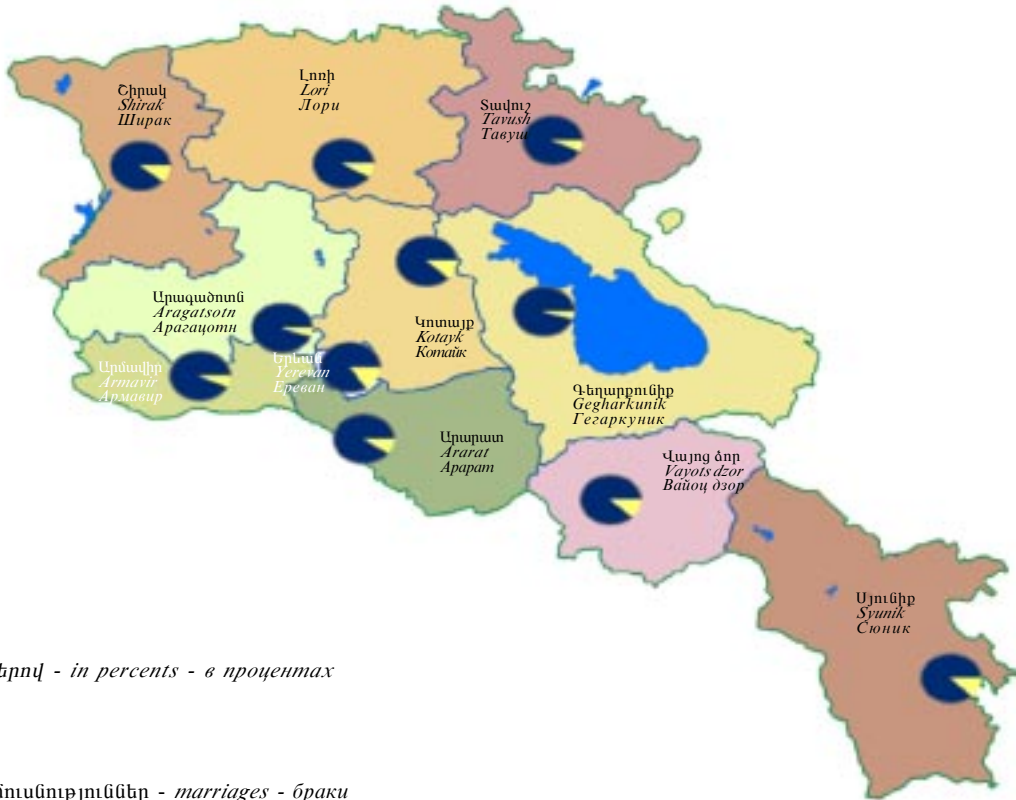 Շիրակ
Shirak
Ширак
Լոռի
Lori
Лори
Տավուշ
Tavush
Тавуш
Արագածոտն
Aragatsotn
Арагацотн
Կոտայք
Kotayk
Котайк
Արմավիր
Armavir
Армавир
Երևան
Yerevan
Ереван
Գեղարքունիք
Gegharkunik
Гегаркуник
Արարատ
Ararat
Арарат
Վայոց ձոր
Vayots dzor
Вайоц дзор
Սյունիք
Syunik
Сюник
երով - in percents - в процентах
ուսնություններ - marriages - браки